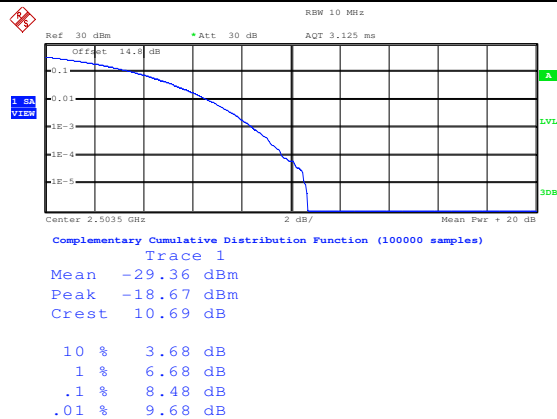 RBW 10 MHz
Ref 30 dBm * Att 30 dB AQT 3.125 ms
Offset 14.8 dB
0.1
A
0.01
1 SA
VIEW
1E-3
LVL
1E-4
1E-5
3DB
Center 2.5035 GHz 2 dB/ Mean Pwr + 20 dB
Complementary Cumulative Distribution Function (100000 samples)
Trace 1
Mean -29.36 dBm
Peak -18.67 dBm
Crest 10.69 dB
10 % 3.68 dB
1 % 6.68 dB
.1 % 8.48 dB
.01 % 9.68 dB